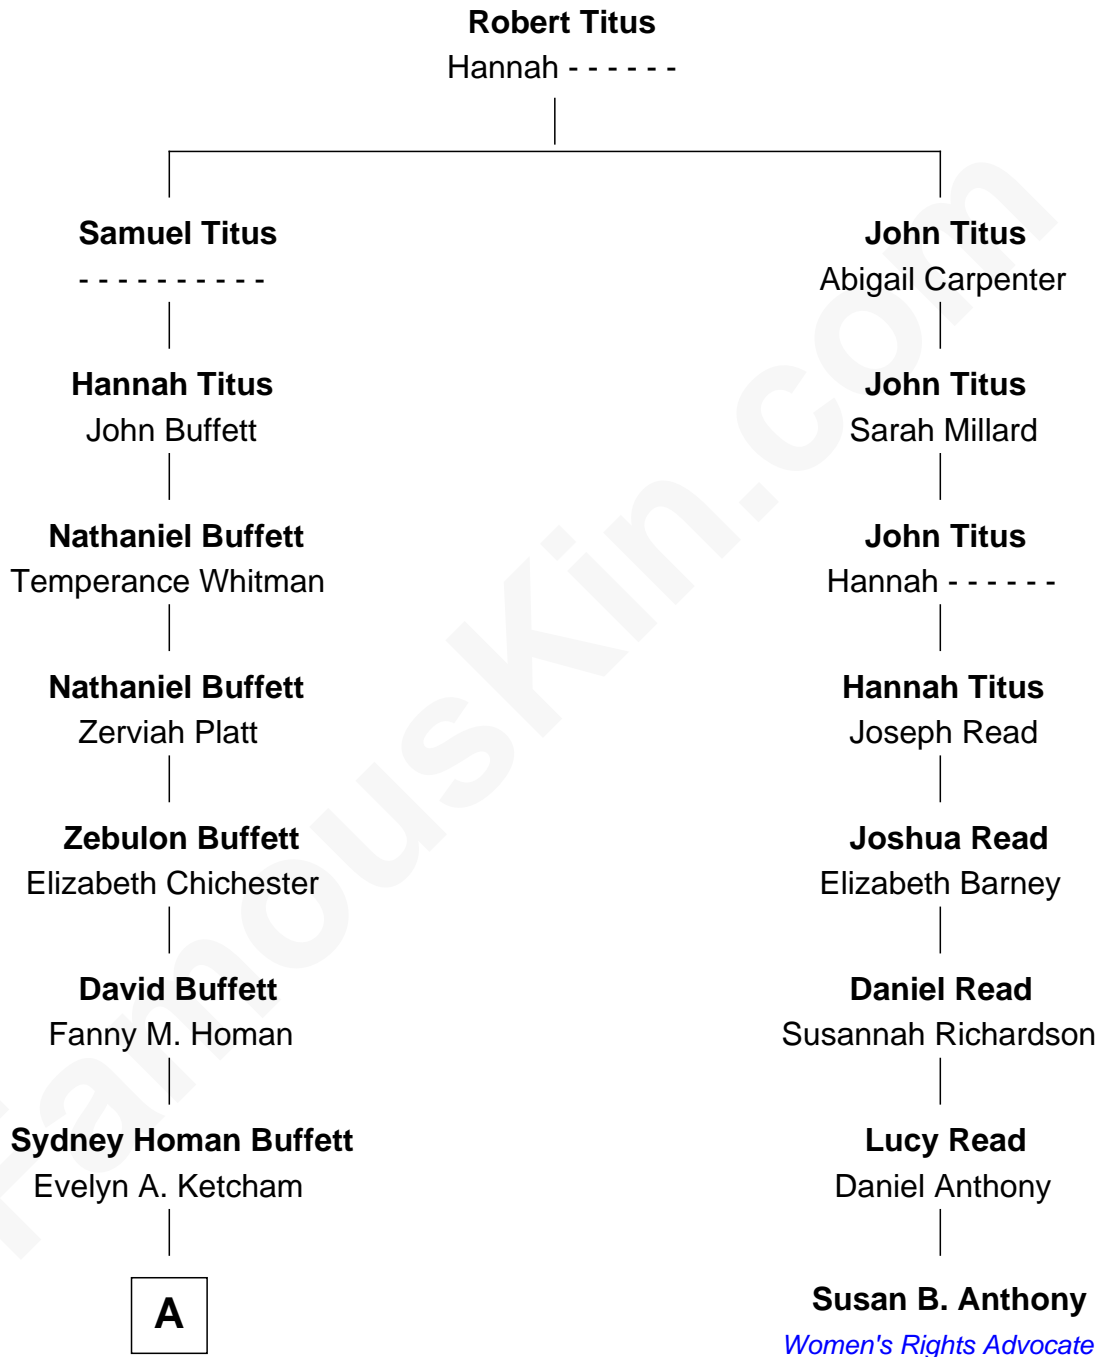 Robert Titus
Hannah - - - - - -
Samuel Titus
- - - - - - - - - -
John Titus
Abigail Carpenter
Hannah Titus
John Buffett
John Titus
Sarah Millard
Nathaniel Buffett
Temperance Whitman
John Titus
Hannah - - - - - -
Nathaniel Buffett
Zerviah Platt
Hannah Titus
Joseph Read
Zebulon Buffett
Elizabeth Chichester
Joshua Read
Elizabeth Barney
David Buffett
Fanny M. Homan
Daniel Read
Susannah Richardson
Sydney Homan Buffett
Evelyn A. Ketcham
Lucy Read
Daniel Anthony
A
Susan B. Anthony
Women's Rights Advocate
FamousKin.com